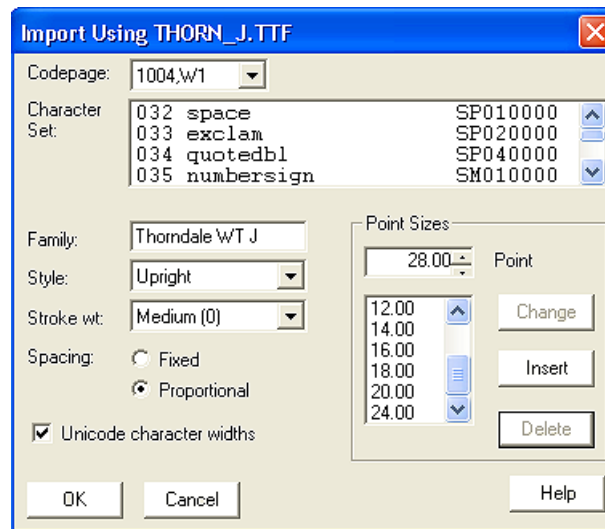 Import Using THORN_J.TTF
Codepage: 1004,W1
Character Set:
032 space SP010000
033 exclam SP020000
034 quotedbl SP040000
035 numbersign SM010000
Family: Thorndale WT J
Style: Upright
Stroke wt: Medium (0)
Spacing: Fixed
Proportional
Unicode character widths
Point Sizes
28.00 Point
12.00
14.00
16.00
18.00
20.00
24.00
Change
Insert
Delete
OK Cancel Help